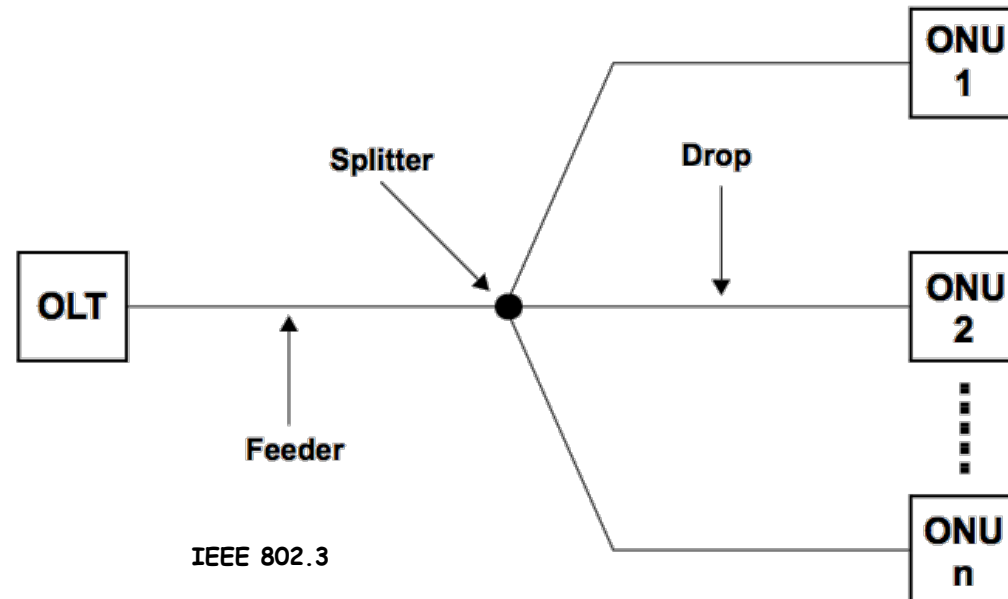 ONU
1
Splitter
Drop
OLT
ONU
2
Feeder
ONU
n
IEEE 802.3